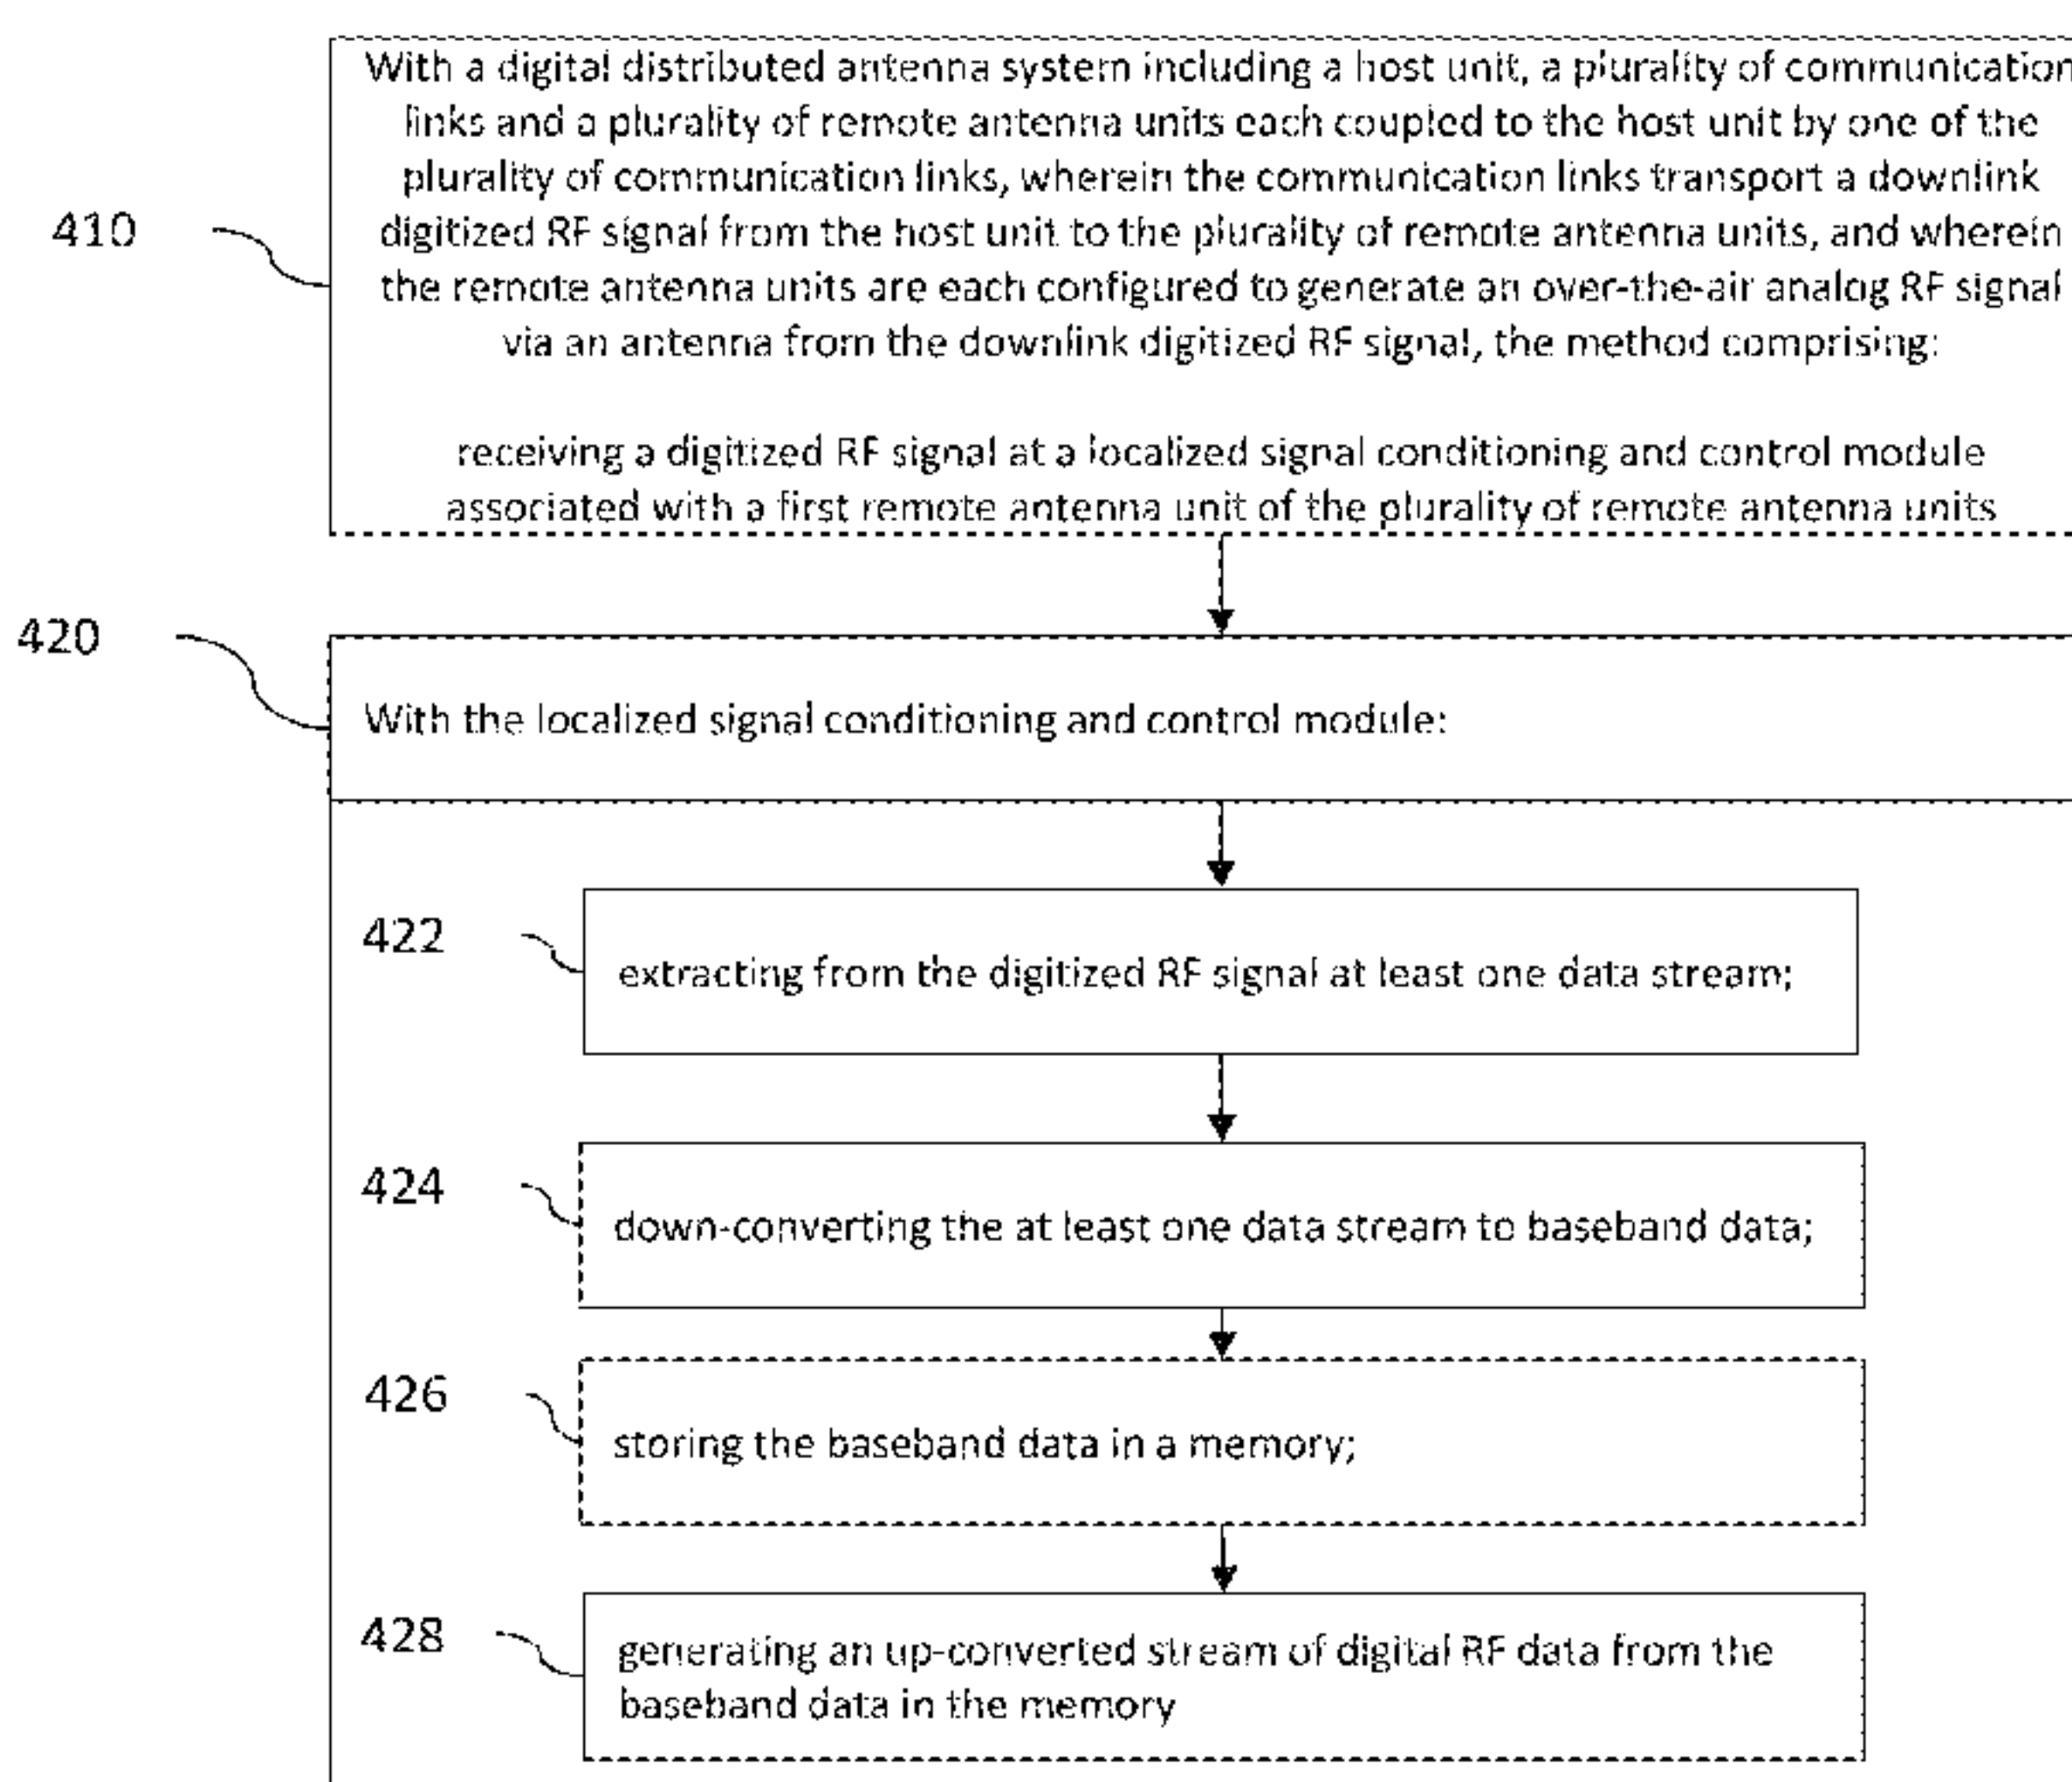 With a digital distributed antenna system including a host unit, a plurality of communication
links and a plurality of remote antenna units each coupled to the host unit by one of the
plurality of communication links, wherein the communication links transport a downlink
410
digitized RF signal from the host unit to the plurality of remote antenna units, and wherein
the remote antenna units are each configured to generate an over-the-air analog RF signal
via an antenna from the downlink digitized RF signal, the method comprising:
receiving a digitized RF signal at a localized signal conditioning and control module
associated with a first remote antenna unit of the plurality of remote antenna units
420
With the localized signal conditioning and control module:
422
extracting from the digitized RF signal at least one data stream;
424
down-converting the at least one data stream to baseband data;
426
storing the baseband data in a memory;
428
generating an up-converted stream of digital RF data from the
baseband data in the memory